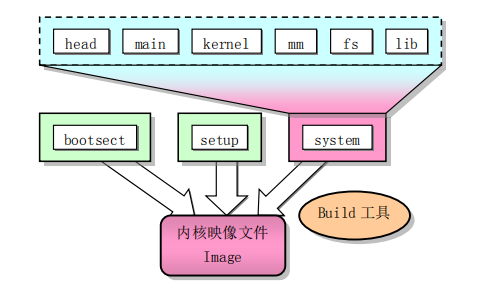 head main kernel mm fs lib
bootsect setup system
Build 工具
内核映像文件
Image